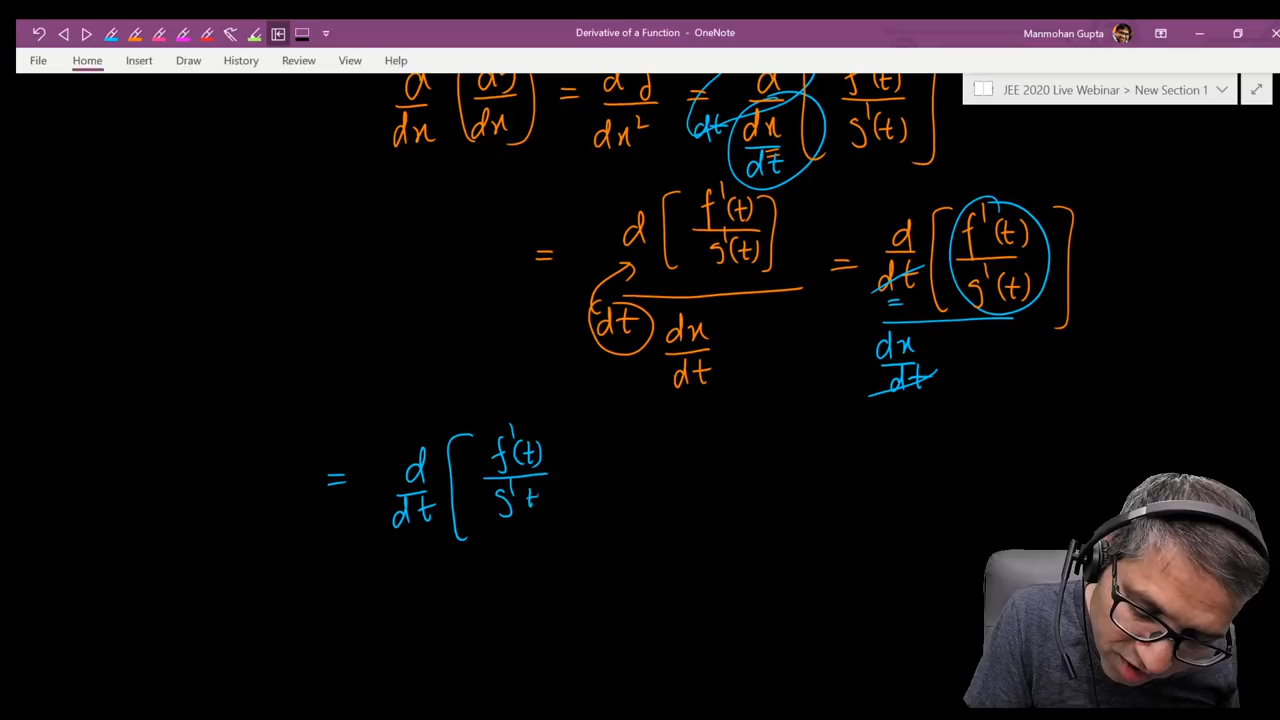 Derivative of a Function - OneNote
Manmohan Gupta
File Home Insert Draw History Review View Help
JEE 2020 Live Webinar > New Section 1
d/dx (dy/dx) = d²y/dx² = d/dt dx/dt [f'(t)/g'(t)]
= d [f'(t)/g'(t)] / dt dx/dt = d/dt [f'(t)/g'(t)] / dx/dt
= d/dt [f'(t)/g't